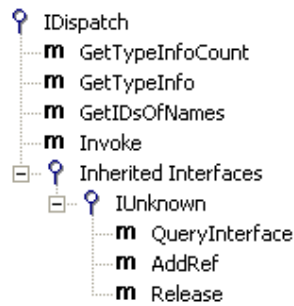 IDispatch
m GetTypeInfoCount
m GetTypeInfo
m GetIDsOfNames
m Invoke
Inherited Interfaces
IUnknown
m QueryInterface
m AddRef
m Release